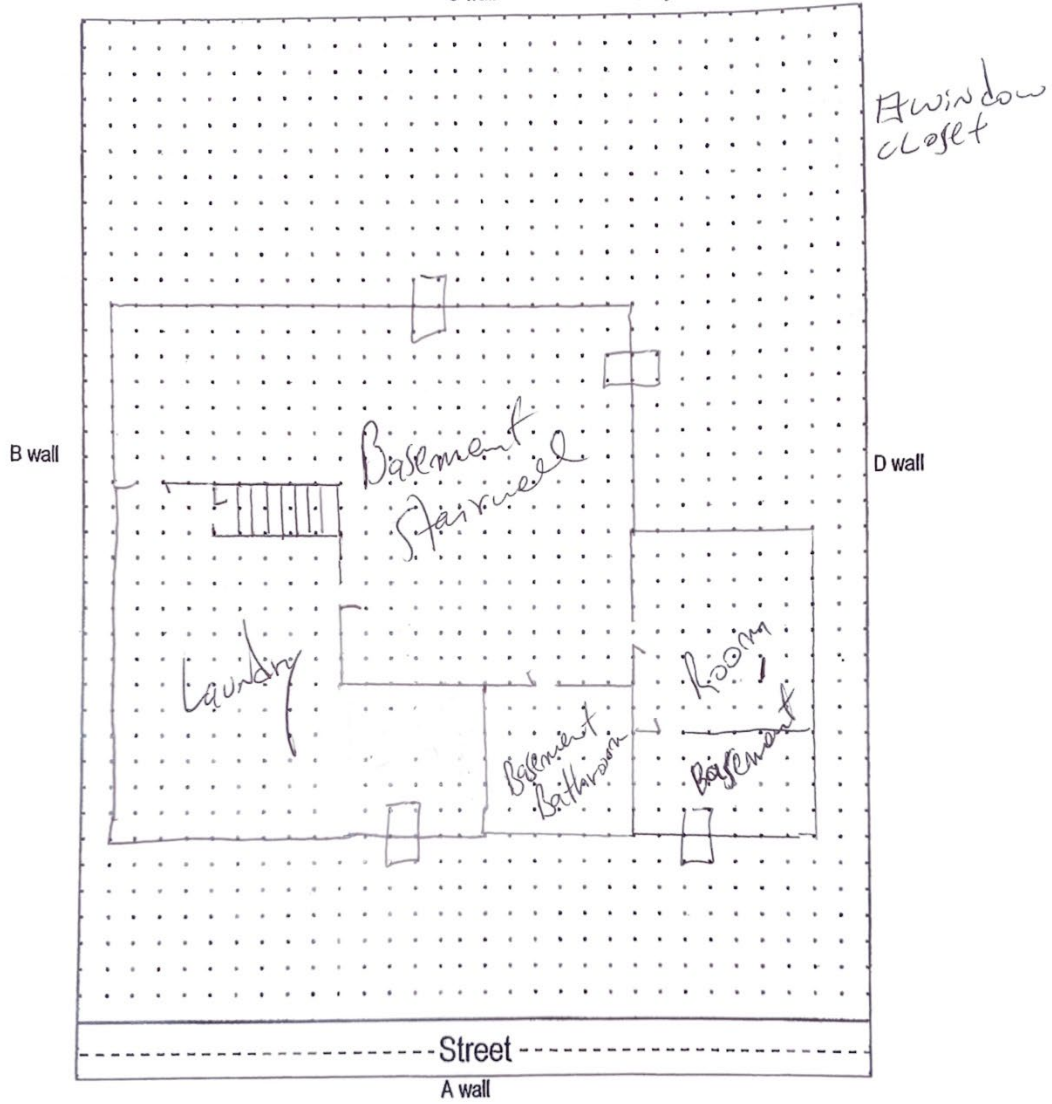 window
closet
B wall
D wall
Basement
Stairwell
Laundry
Room
Basement
Bathroom
Basement
Street
A wall